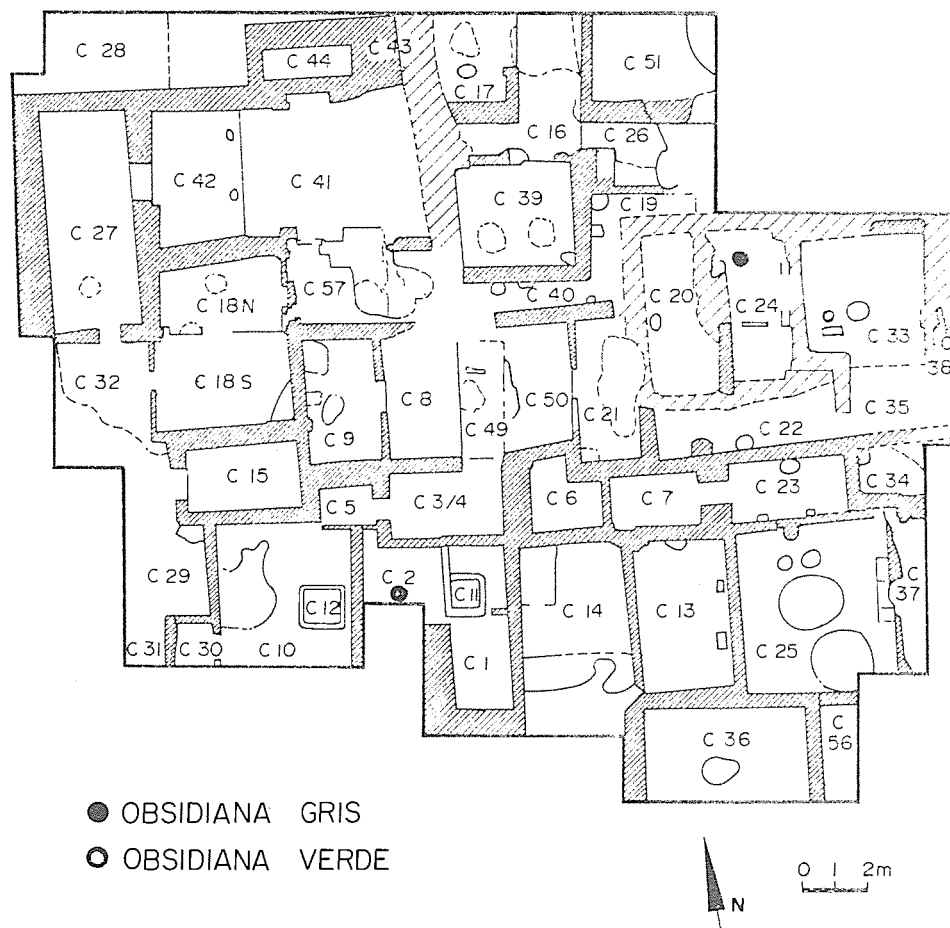 C 28
C 44
C 43
C 17
C 51
C 16
C 26
C 42
C 41
C 39
C 19
C 27
C 18N
C 57
C 40
C 20
C 24
C 33
C 38
C 32
C 18 S
C 9
C 8
C 49
C 50
C 21
C 22
C 35
C 15
C 5
C 3/4
C 6
C 7
C 23
C 34
C 29
C 12
C 2
C 11
C 14
C 13
C 37
C 31
C 30
C 10
C 1
C 25
C 36
C 56
OBSIDIANA GRIS
OBSIDIANA VERDE
0 1 2m
N